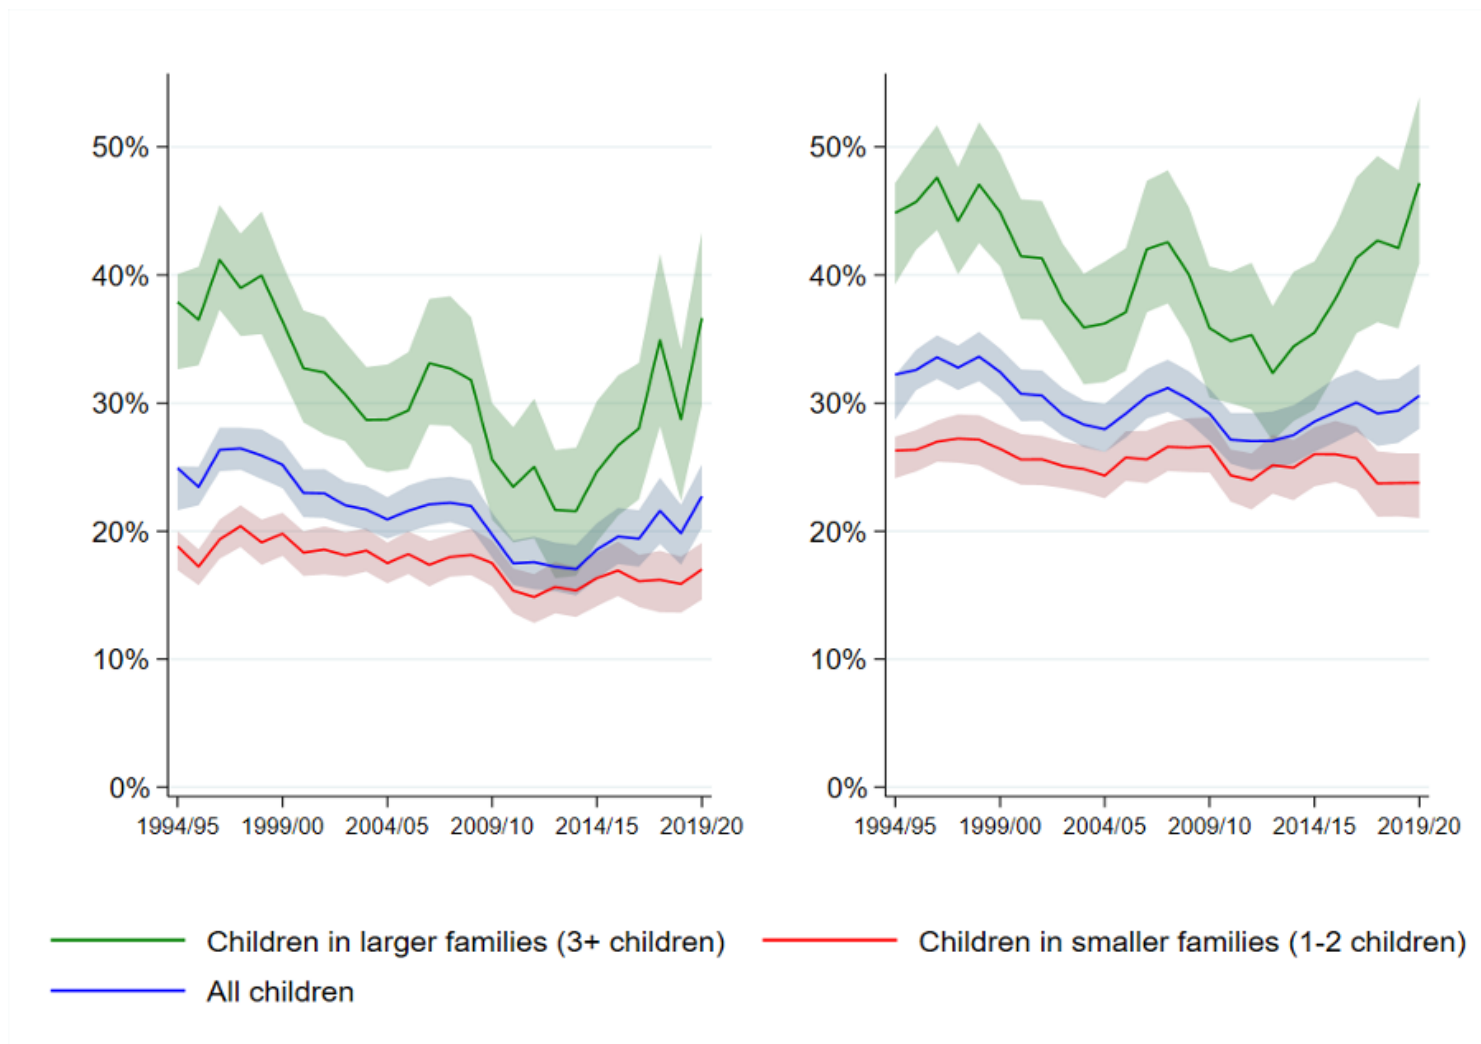 50%
40%
30%
20%
10%
0%
1994/95 1999/00 2004/05 2009/10 2014/15 2019/20
50%
40%
30%
20%
10%
0%
1994/95 1999/00 2004/05 2009/10 2014/15 2019/20
Children in larger families (3+ children)
Children in smaller families (1-2 children)
All children